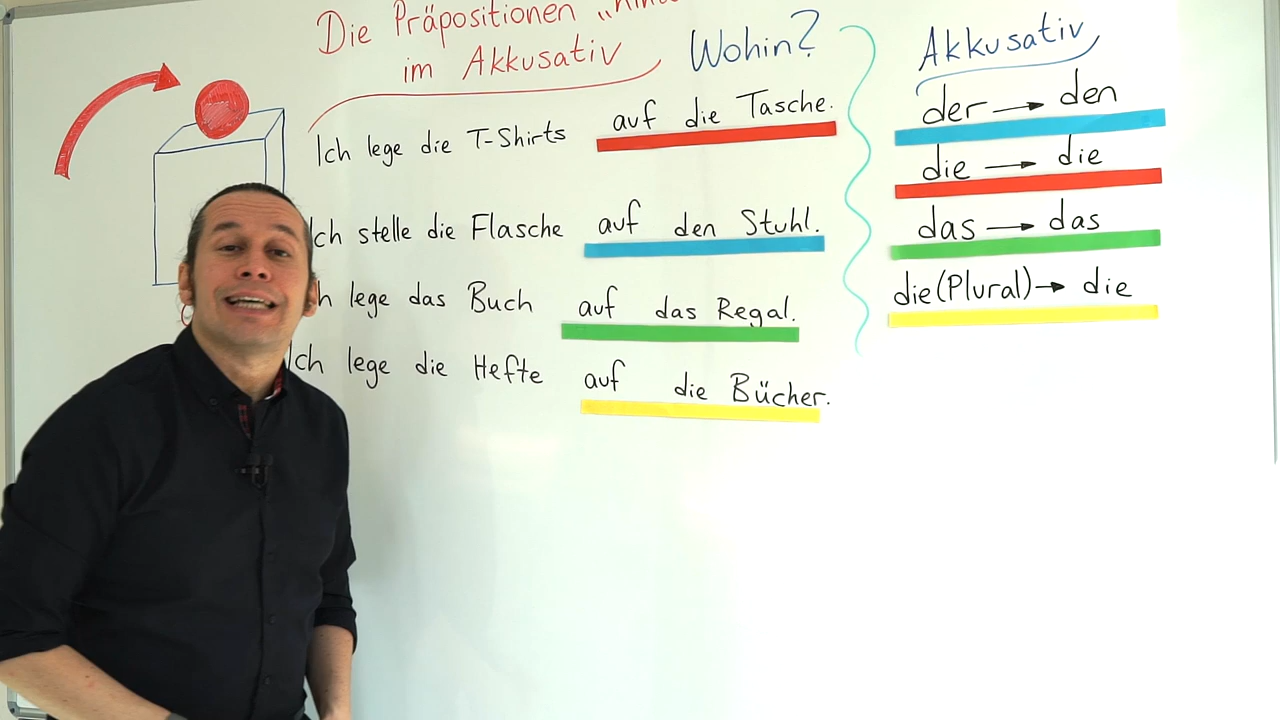 Die Präpositionen
im Akkusativ
Wohin?
Ich lege die T-Shirts auf die Tasche.
Ich stelle die Flasche auf den Stuhl.
lege das Buch auf das Regal.
Ich lege die Hefte auf die Bücher.
Akkusativ
der → den
die → die
das → das
die (Plural) → die